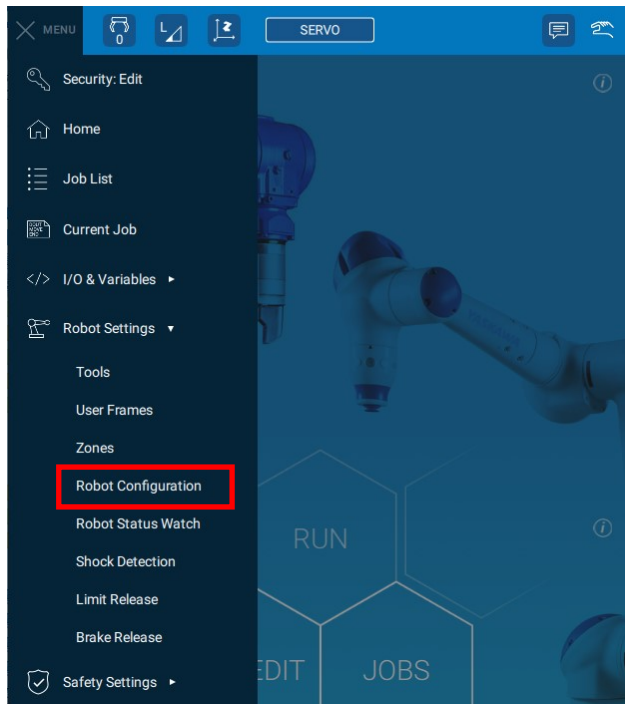 MENU
0
L
SERVO
Security: Edit
Home
Job List
Current Job
</> I/O & Variables
Robot Settings
Tools
User Frames
Zones
Robot Configuration
Robot Status Watch
Shock Detection
Limit Release
Brake Release
Safety Settings
RUN
EDIT
JOBS
YASKAWA